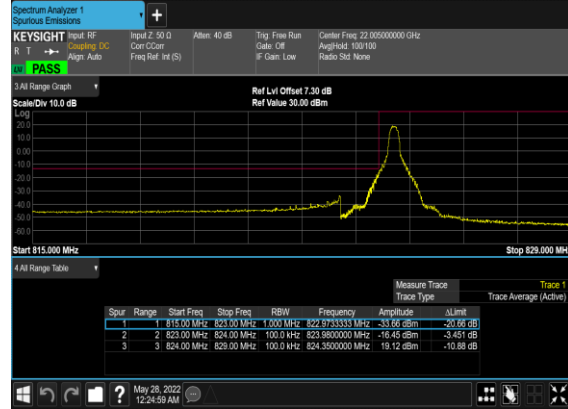 Spectrum Analyzer 1
Spurious Emissions
+
KEYSIGHT Input: RF Input Z: 50 Ω Atten: 40 dB Trig: Free Run Center Freq: 22.005000000 GHz
R T Coupling: DC Corr CCorr Gate: Off Avg|Hold: 100/100
Align: Auto Freq Ref: Int (S) IF Gain: Low Radio Std: None
PASS
3 All Range Graph
Ref Lvl Offset 7.30 dB
Scale/Div 10.0 dB Ref Value 30.00 dBm
Log
20.0
10.0
0.00
-10.0
-20.0
-30.0
-40.0
-50.0
-60.0
Start 815.000 MHz Stop 829.000 MH
4 All Range Table
Measure Trace Trace 1
Trace Type Trace Average (Active)
Spur Range Start Freq Stop Freq RBW Frequency Amplitude ΔLimit
1 1 815.00 MHz 823.00 MHz 1.000 MHz 822.9733333 MHz -33.66 dBm -20.66 dB
2 2 823.00 MHz 824.00 MHz 100.0 kHz 823.9800000 MHz -16.45 dBm -3.451 dB
3 3 824.00 MHz 829.00 MHz 100.0 kHz 824.3500000 MHz 19.12 dBm -10.88 dB
?
May 28, 2022
12:24:59 AM